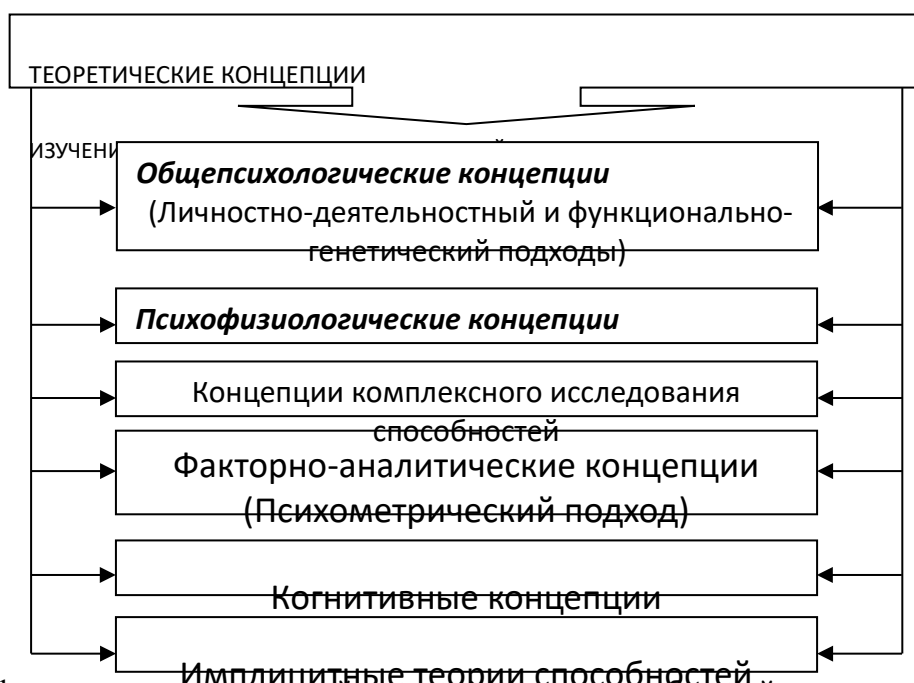 ТЕОРЕТИЧЕСКИЕ КОНЦЕПЦИИ
Общепсихологические концепции
(Личностно-деятельностный и функционально-
генетический подходы)
Психофизиологические концепции
Концепции комплексного исследования
способностей
Факторно-аналитические концепции
(Психометрический подход)
Когнитивные концепции
Имплицитные теории способностей